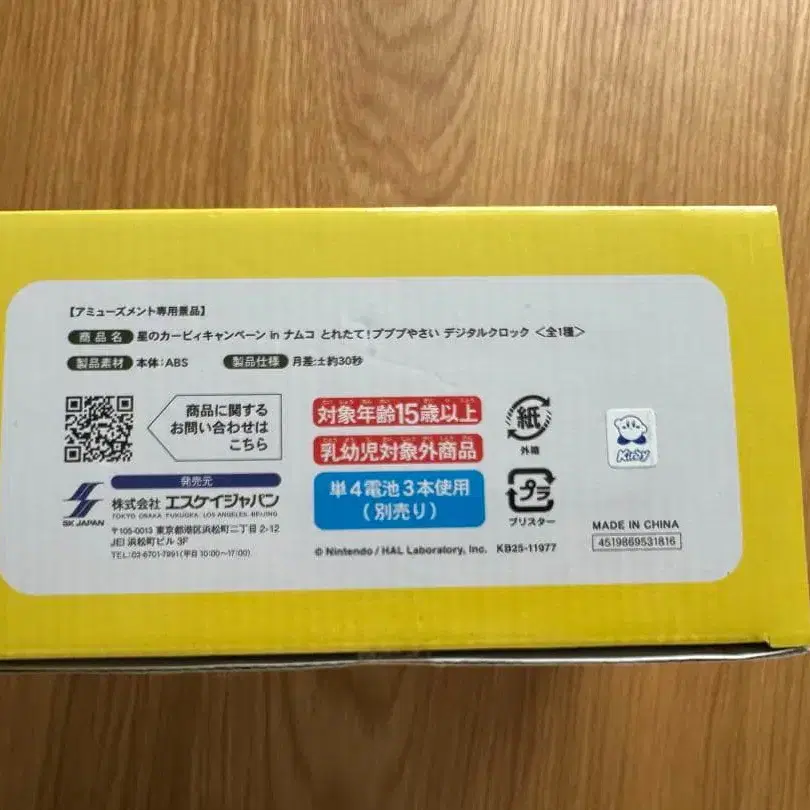 【アミューズメント専用景品】
商品名 星のカービィキャンペーン in ナムコ とれたて!プププやさい デジタルクロック <全1種>
製品素材 本体:ABS 製品仕様 月差:±約30秒
商品に関する
お問い合わせは
こちら
発売元
SK JAPAN
株式会社 エスケイジャパン
TOKYO OSAKA FUKUOKA LOS ANGELES BEIJING
〒105-0013 東京都港区浜松町二丁目2-12
JEI 浜松町ビル 3F
TEL:03-6701-7991(平日10:00~17:00)
対象年齢15歳以上
乳幼児対象外商品
単4電池3本使用
(別売り)
© Nintendo / HAL Laboratory, Inc. KB25-11977
紙
外箱
プラ
ブリスター
Kirby
MADE IN CHINA
4519869531816